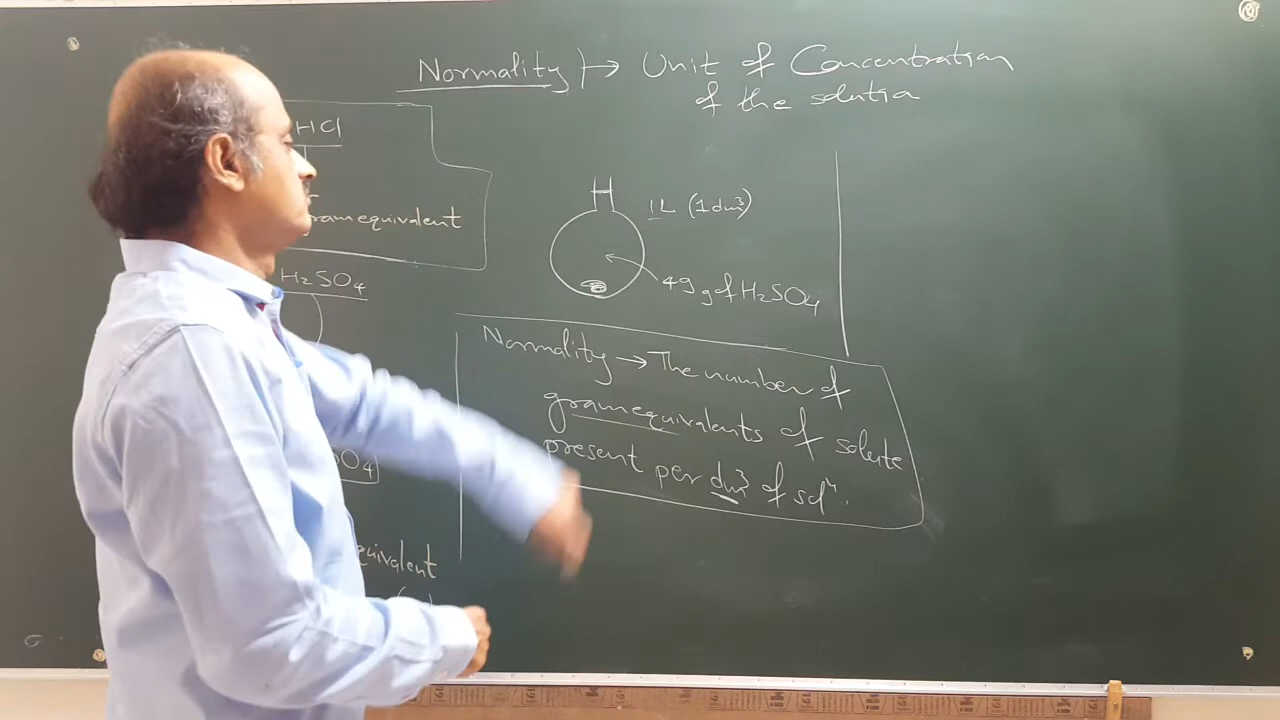 Normality → Unit of Concentration
of the solution
HCl
gramequivalent
1L (1dm³)
H₂SO₄
49 g of H₂SO₄
Normality → The number of
gramequivalents of solute
present per dm³ of solⁿ.
SO₄
equivalent